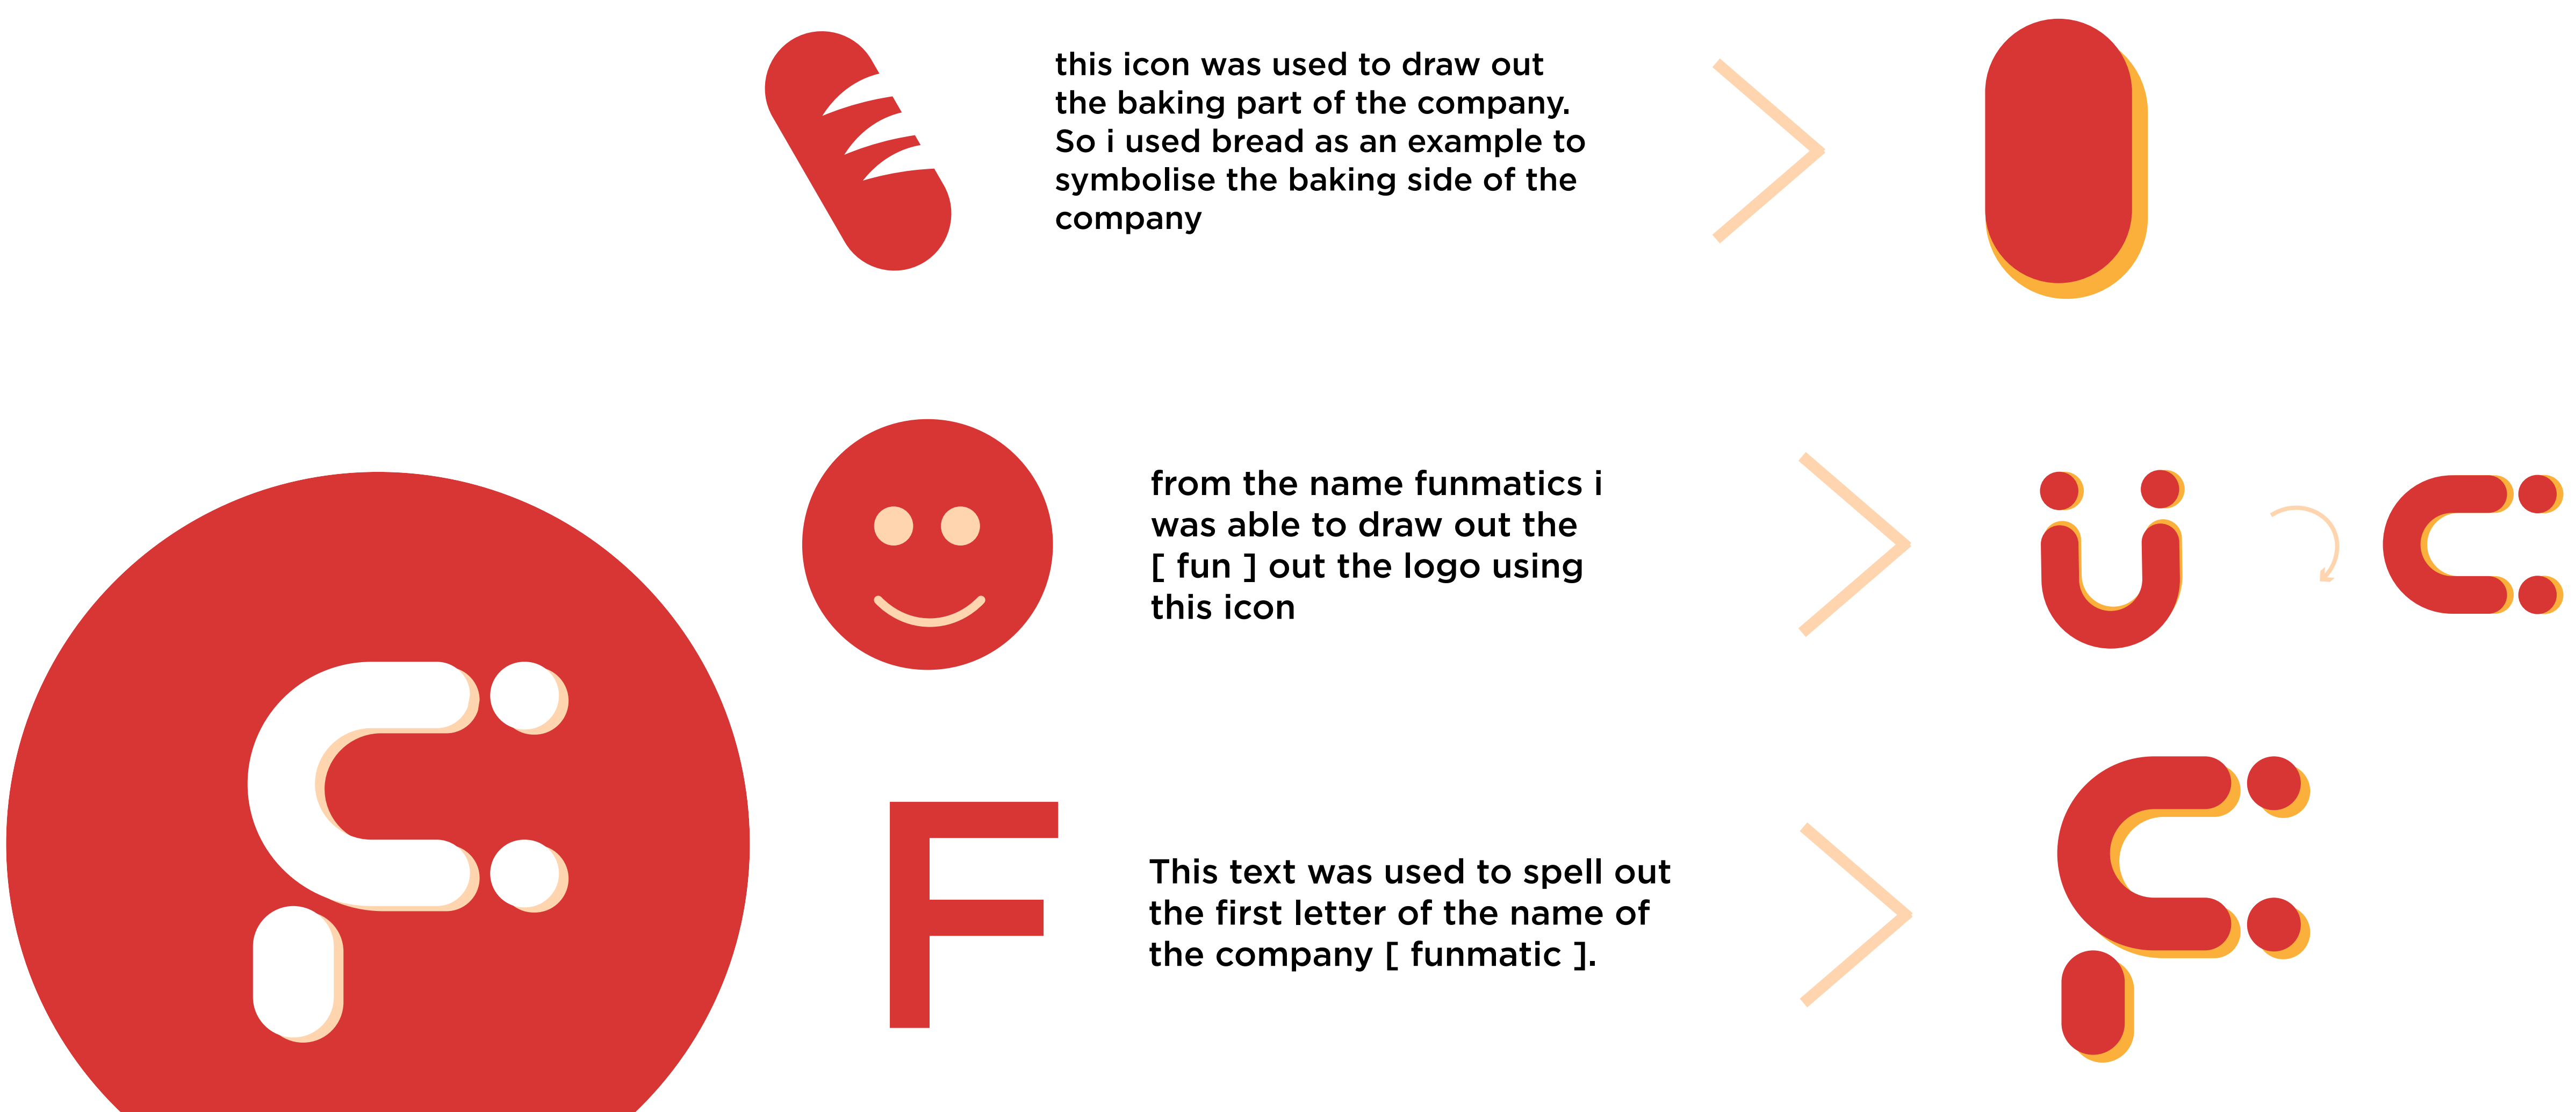 this icon was used to draw out
the baking part of the company.
So i used bread as an example to
symbolise the baking side of the
company
from the name funmatics i
was able to draw out the
[ fun ] out the logo using
this icon
F
This text was used to spell out
the first letter of the name of
the company [ funmatic ].